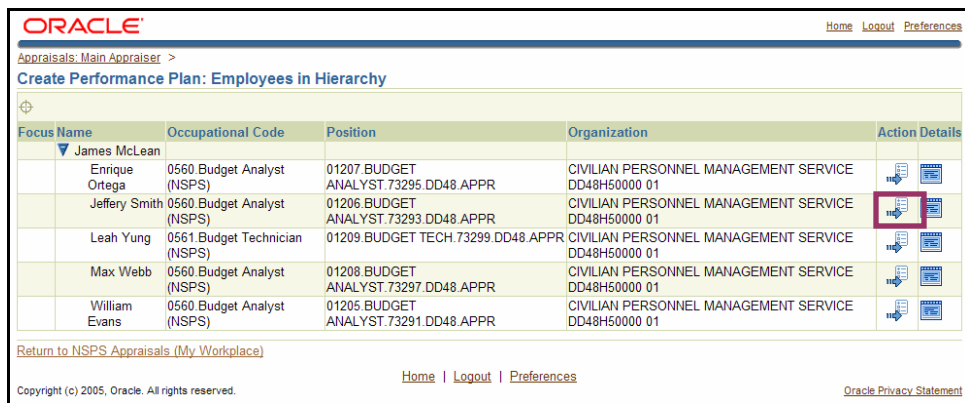 ORACLE
Home Logout Preferences
Appraisals: Main Appraiser >
Create Performance Plan: Employees in Hierarchy
Focus Name Occupational Code Position Organization Action Details
James McLean
Enrique Ortega 0560.Budget Analyst (NSPS) 01207.BUDGET ANALYST.73295.DD48.APPR CIVILIAN PERSONNEL MANAGEMENT SERVICE DD48H50000 01
Jeffery Smith 0560.Budget Analyst (NSPS) 01206.BUDGET ANALYST.73293.DD48.APPR CIVILIAN PERSONNEL MANAGEMENT SERVICE DD48H50000 01
Leah Yung 0561.Budget Technician (NSPS) 01209.BUDGET TECH.73299.DD48.APPR CIVILIAN PERSONNEL MANAGEMENT SERVICE DD48H50000 01
Max Webb 0560.Budget Analyst (NSPS) 01208.BUDGET ANALYST.73297.DD48.APPR CIVILIAN PERSONNEL MANAGEMENT SERVICE DD48H50000 01
William Evans 0560.Budget Analyst (NSPS) 01205.BUDGET ANALYST.73291.DD48.APPR CIVILIAN PERSONNEL MANAGEMENT SERVICE DD48H50000 01
Return to NSPS Appraisals (My Workplace)
Home | Logout | Preferences
Copyright (c) 2005, Oracle. All rights reserved.
Oracle Privacy Statement